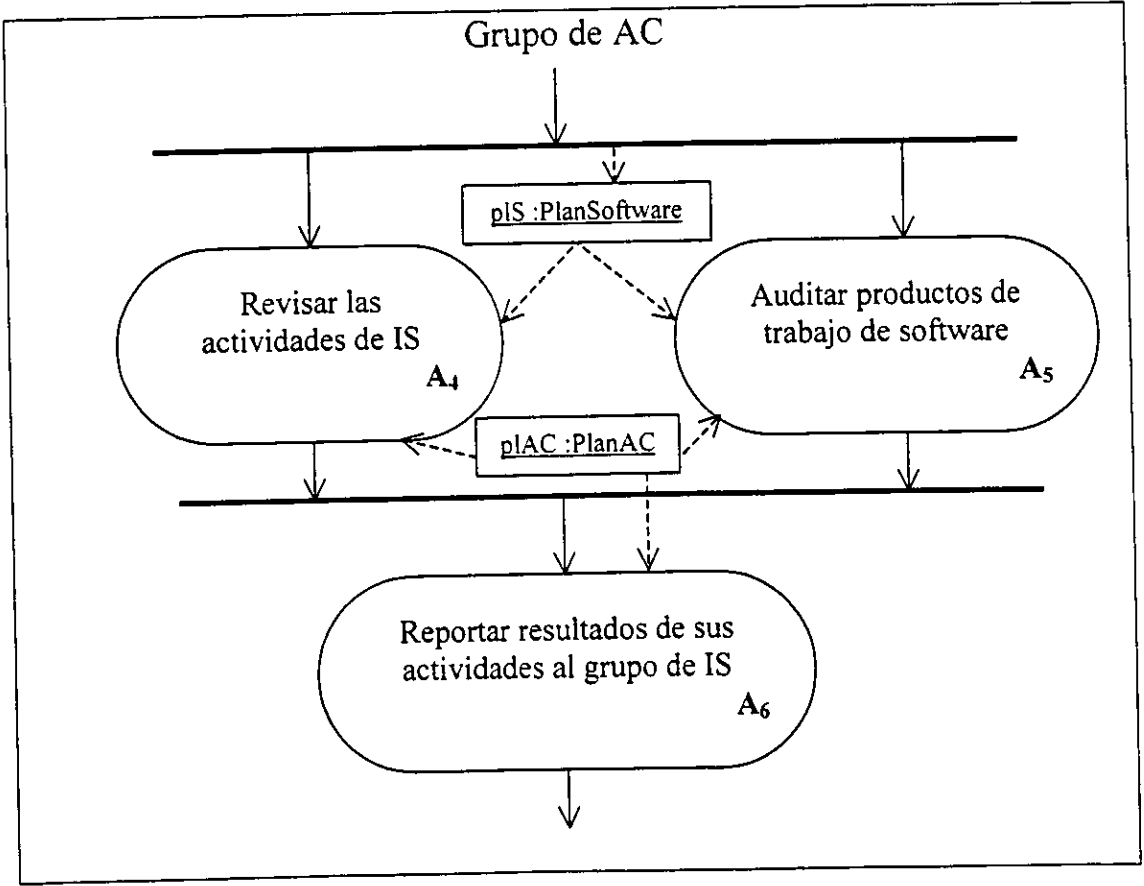 Grupo de AC
plS :PlanSoftware
Revisar las
actividades de IS
A4
Auditar productos de
trabajo de software
A5
plAC :PlanAC
Reportar resultados de sus
actividades al grupo de IS
A6